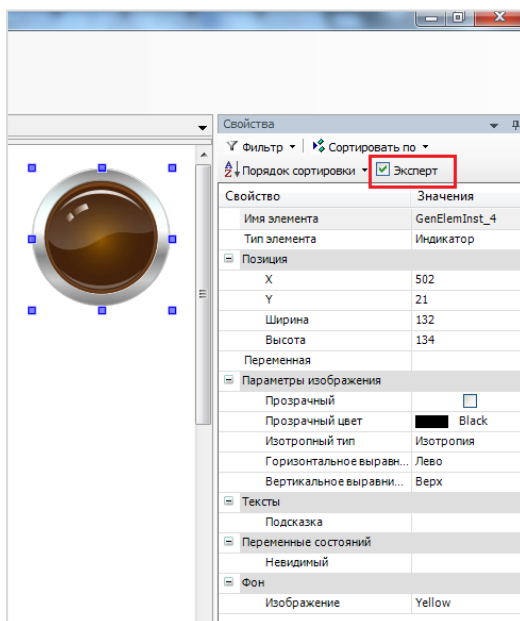 Свойства
Фильтр Сортировать по
Порядок сортировки Эксперт
Свойство Значения
Имя элемента GenElemInst_4
Тип элемента Индикатор
Позиция
X 502
Y 21
Ширина 132
Высота 134
Переменная
Параметры изображения
Прозрачный
Прозрачный цвет Black
Изотропный тип Изотропия
Горизонтальное выравн... Лево
Вертикальное выравни... Верх
Тексты
Подсказка
Переменные состояний
Невидимый
Фон
Изображение Yellow